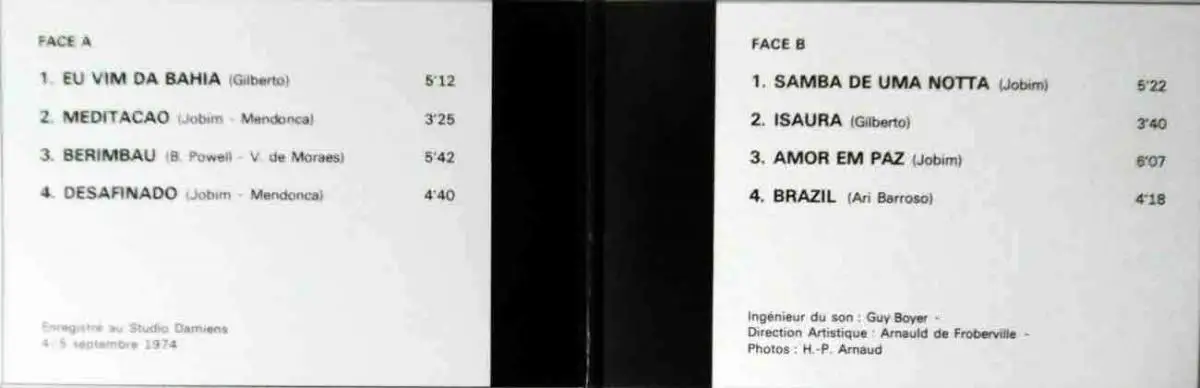 FACE A
1. EU VIM DA BAHIA (Gilberto) 5'12
2. MEDITACAO (Jobim - Mendonca) 3'25
3. BERIMBAU (B. Powell - V. de Moraes) 5'42
4. DESAFINADO (Jobim - Mendonca) 4'40
Enregistré au Studio Damiens
4. 5 septembre 1974
FACE B
1. SAMBA DE UMA NOTTA (Jobim) 5'22
2. ISAURA (Gilberto) 3'40
3. AMOR EM PAZ (Jobim) 6'07
4. BRAZIL (Ari Barroso) 4'18
Ingénieur du son : Guy Boyer -
Direction Artistique : Arnauld de Froberville -
Photos : H.-P. Arnaud